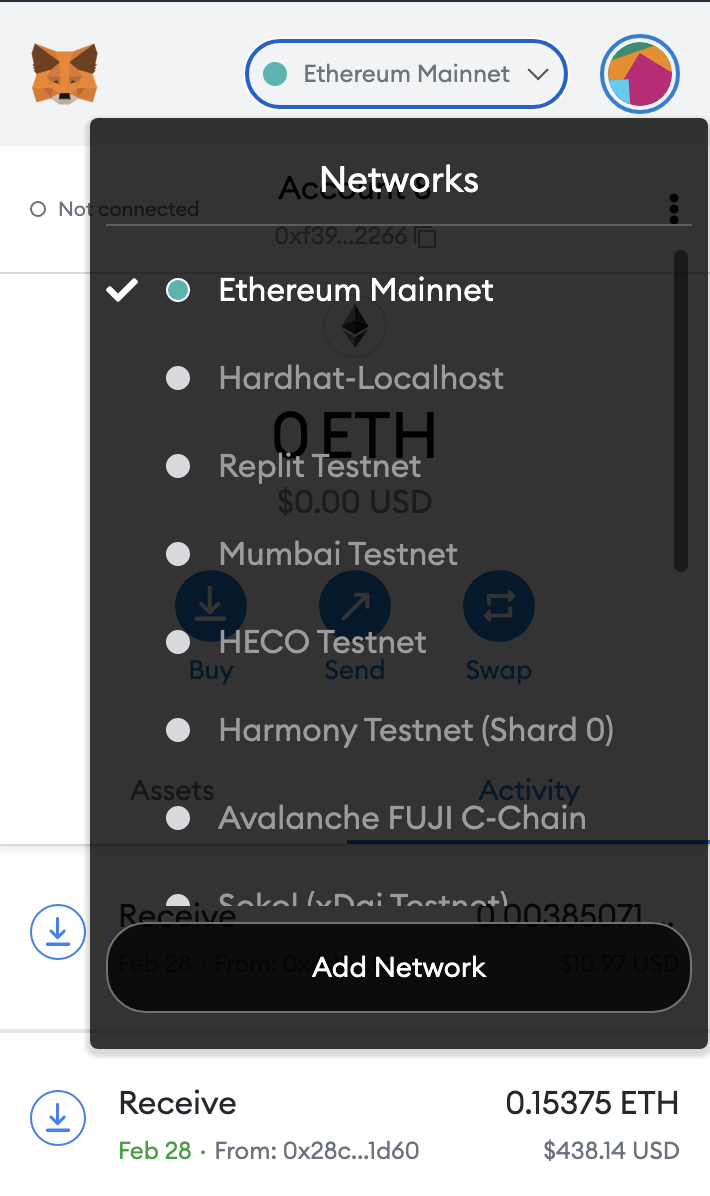 Ethereum Mainnet
Networks
Not connected
0xf39...2266
Ethereum Mainnet
Hardhat-Localhost
0 ETH
Replit Testnet
$0.00 USD
Mumbai Testnet
HECO Testnet
Buy
Send
Swap
Harmony Testnet (Shard 0)
Assets
Activity
Avalanche FUJI C-Chain
Sokol (xDai Testnet)
Receive
0.00385071 ...
Add Network
Feb 28 · From: 0x
$10.97 USD
Receive
0.15375 ETH
Feb 28 · From: 0x28c...1d60
$438.14 USD